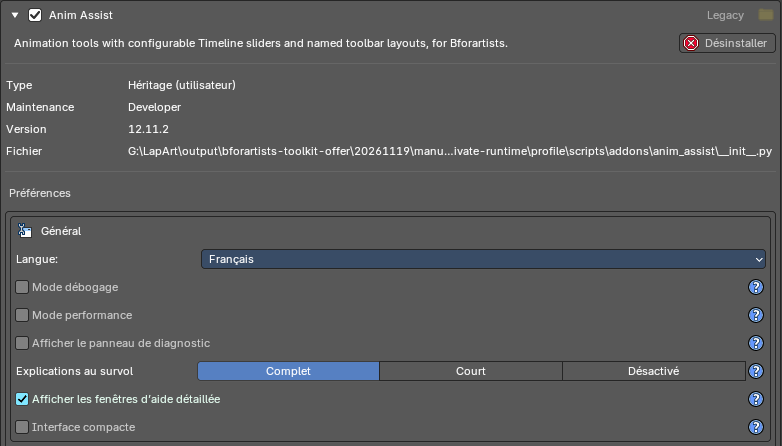 Anim Assist
Legacy
Animation tools with configurable Timeline sliders and named toolbar layouts, for Bforartists.
Désinstaller
Type Héritage (utilisateur)
Maintenance Developer
Version 12.11.2
Fichier G:\LapArt\output\bforartists-toolkit-offer\20261119\manu...ivate-runtime\profile\scripts\addons\anim_assist\__init__.py
Préférences
Général
Langue: Français
Mode débogage
Mode performance
Afficher le panneau de diagnostic
Explications au survol Complet Court Désactivé
Afficher les fenêtres d'aide détaillée
Interface compacte